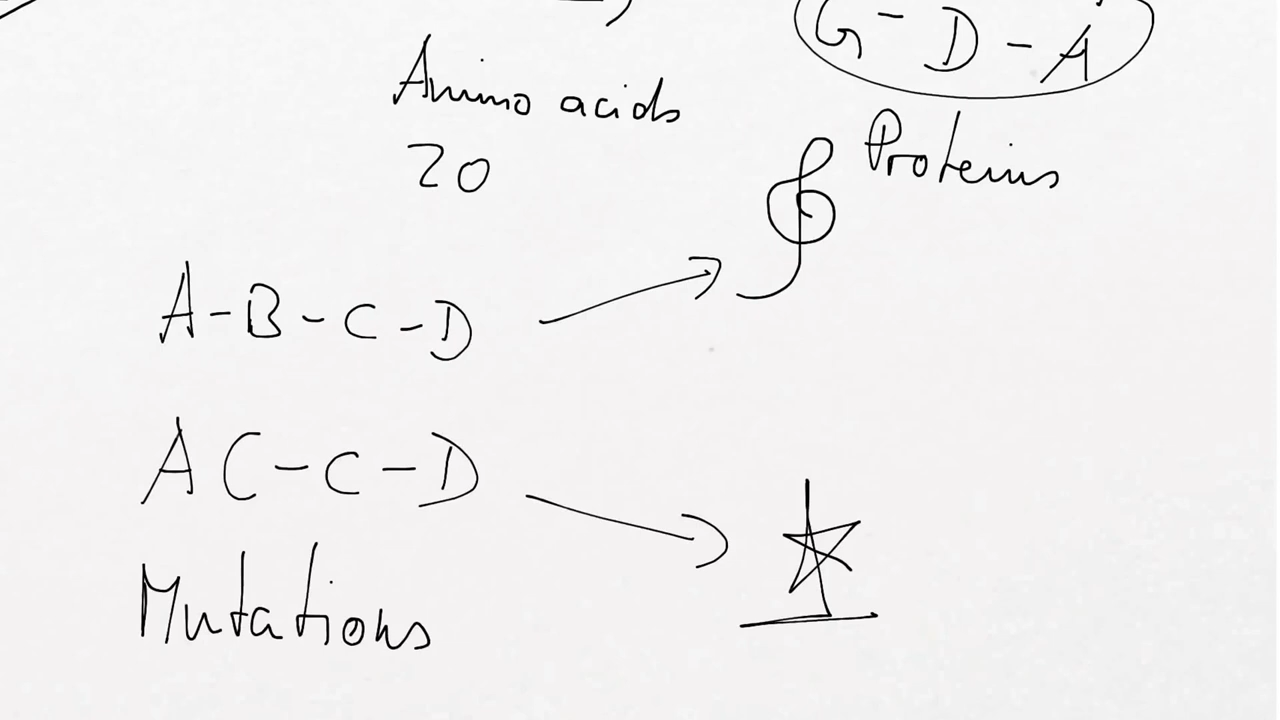 G - D - A
Amino acids
20
Proteins
A - B - C - D
A C - C - D
Mutations